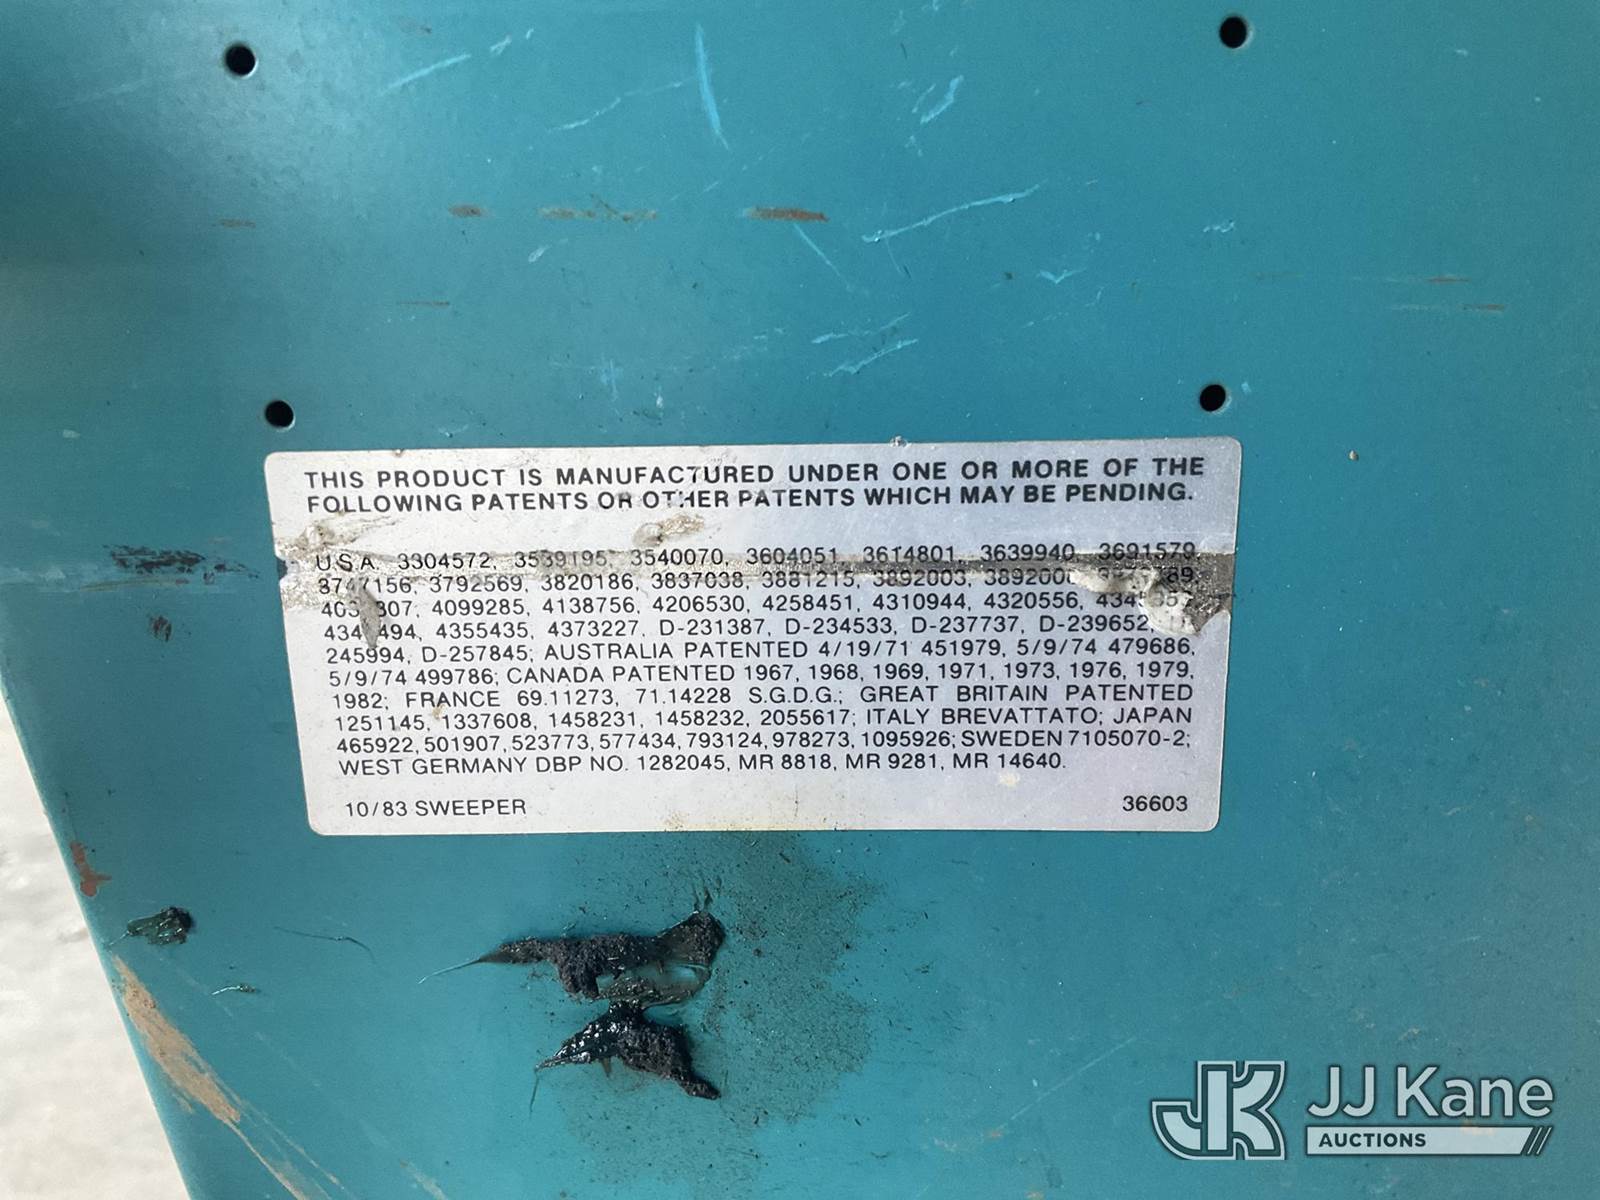 THIS PRODUCT IS MANUFACTURED UNDER ONE OR MORE OF THE
FOLLOWING PATENTS OR OTHER PATENTS WHICH MAY BE PENDING.
U.S.A. 3304572, 3539195, 3540070, 3604051, 3614801, 3639940, 3691579,
3747156, 3792569, 3820186, 3837038, 3881215, 3892003,
4099285, 4138756, 4206530, 4258451, 4310944, 4320556,
4355435, 4373227, D-231387, D-234533, D-237737, D-239652,
245994, D-257845; AUSTRALIA PATENTED 4/19/71 451979, 5/9/74 479686,
5/9/74 499786; CANADA PATENTED 1967, 1968, 1969, 1971, 1973, 1976, 1979,
1982; FRANCE 69.11273, 71.14228 S.G.D.G.; GREAT BRITAIN PATENTED
1251145, 1337608, 1458231, 1458232, 2055617; ITALY BREVATTATO; JAPAN
465922, 501907, 523773, 577434, 793124, 978273, 1095926; SWEDEN 7105070-2;
WEST GERMANY DBP NO. 1282045, MR 8818, MR 9281, MR 14640.
10/83 SWEEPER 36603
JK JJ Kane
AUCTIONS